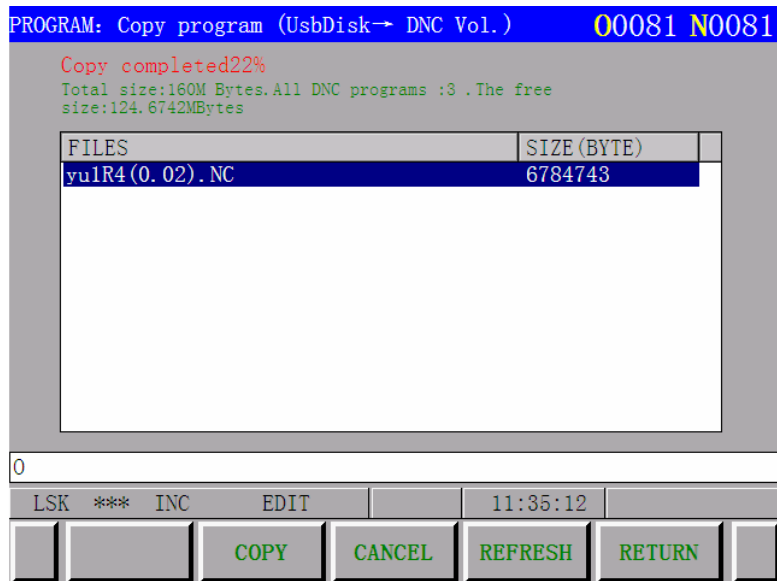 PROGRAM: Copy program (UsbDisk→ DNC Vol.) O0081 N0081
Copy completed22%
Total size:160M Bytes.All DNC programs :3 .The free
size:124.6742MBytes
FILES SIZE(BYTE)
yu1R4(0.02).NC 6784743
O
LSK *** INC EDIT 11:35:12
COPY CANCEL REFRESH RETURN